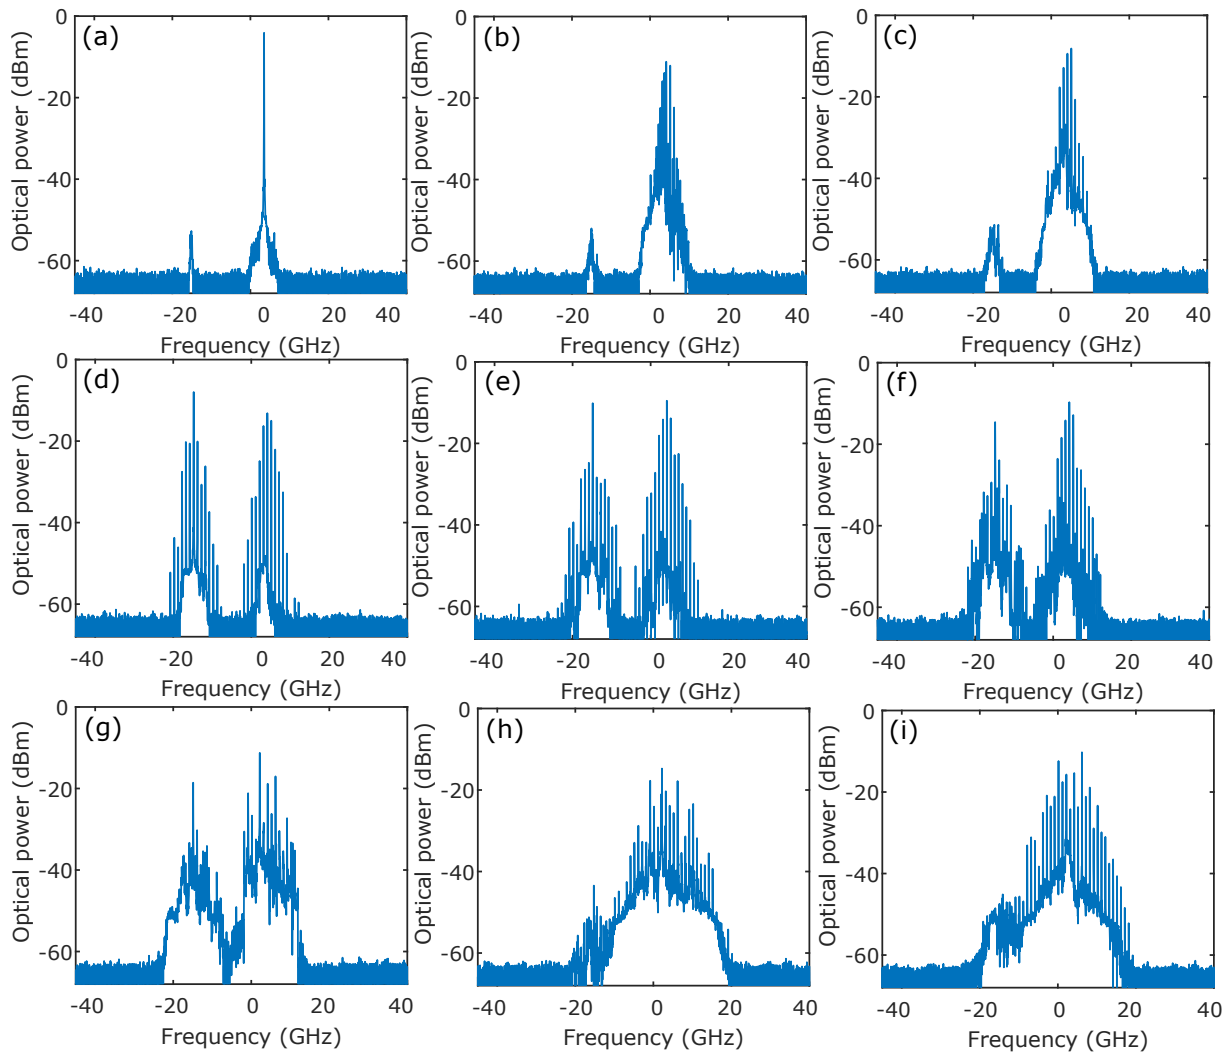 (a) (b) (c)
Optical power (dBm) Optical power (dBm) Optical power (dBm)
0 0 0
-20 -20 -20
-40 -40 -40
-60 -60 -60
-40 -20 0 20 40 -40 -20 0 20 40 -40 -20 0 20 40
Frequency (GHz) Frequency (GHz) Frequency (GHz)
(d) (e) (f)
Optical power (dBm) Optical power (dBm) Optical power (dBm)
0 0 0
-20 -20 -20
-40 -40 -40
-60 -60 -60
-40 -20 0 20 40 -40 -20 0 20 40 -40 -20 0 20 40
Frequency (GHz) Frequency (GHz) Frequency (GHz)
(g) (h) (i)
Optical power (dBm) Optical power (dBm) Optical power (dBm)
0 0 0
-20 -20 -20
-40 -40 -40
-60 -60 -60
-40 -20 0 20 40 -40 -20 0 20 40 -40 -20 0 20 40
Frequency (GHz) Frequency (GHz) Frequency (GHz)